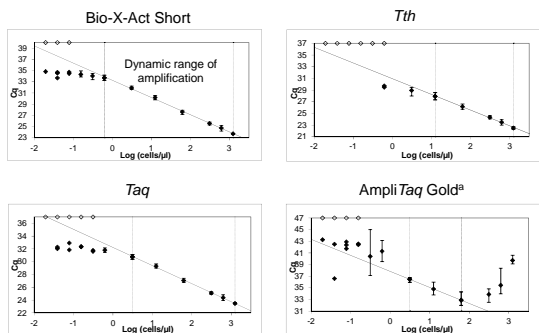 Bio-X-Act Short
39
37
35
33
31
29
27
25
23
Cq
Dynamic range of
amplification
-2 -1 0 1 2 3
Log (cells/µl)
Tth
37
35
33
31
29
27
25
23
21
Cq
-2 -1 0 1 2 3
Log (cells/µl)
Taq
36
34
32
30
28
26
24
22
Cq
-2 -1 0 1 2 3
Log (cells/µl)
AmpliTaq Goldª
47
45
43
41
39
37
35
33
31
Cq
-2 -1 0 1 2 3
Log (cells/µl)